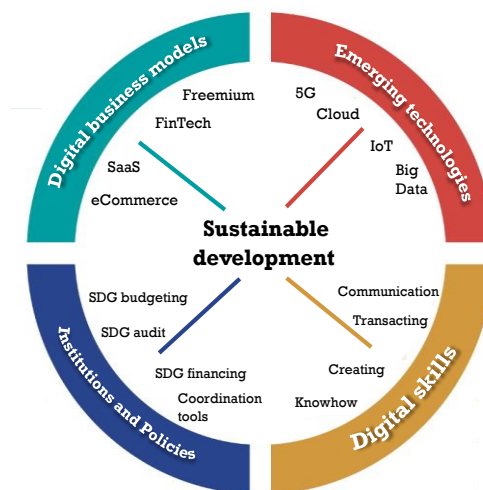 Digital business models
Freemium
FinTech
SaaS
eCommerce
Emerging technologies
5G
Cloud
IoT
Big
Data
Sustainable
development
Institutions and Policies
SDG budgeting
SDG audit
SDG financing
Coordination
tools
Digital skills
Communication
Transacting
Creating
Knowhow